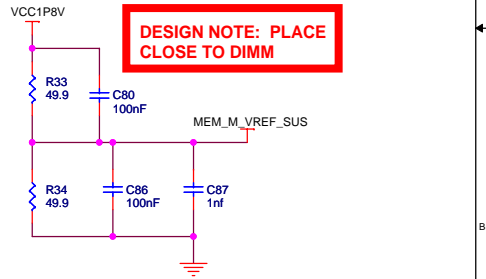 VCC1P8V
DESIGN NOTE: PLACE
CLOSE TO DIMM
R33
49.9
C80
100nF
MEM_M_VREF_SUS
R34
49.9
C86
100nF
C87
1nf
B